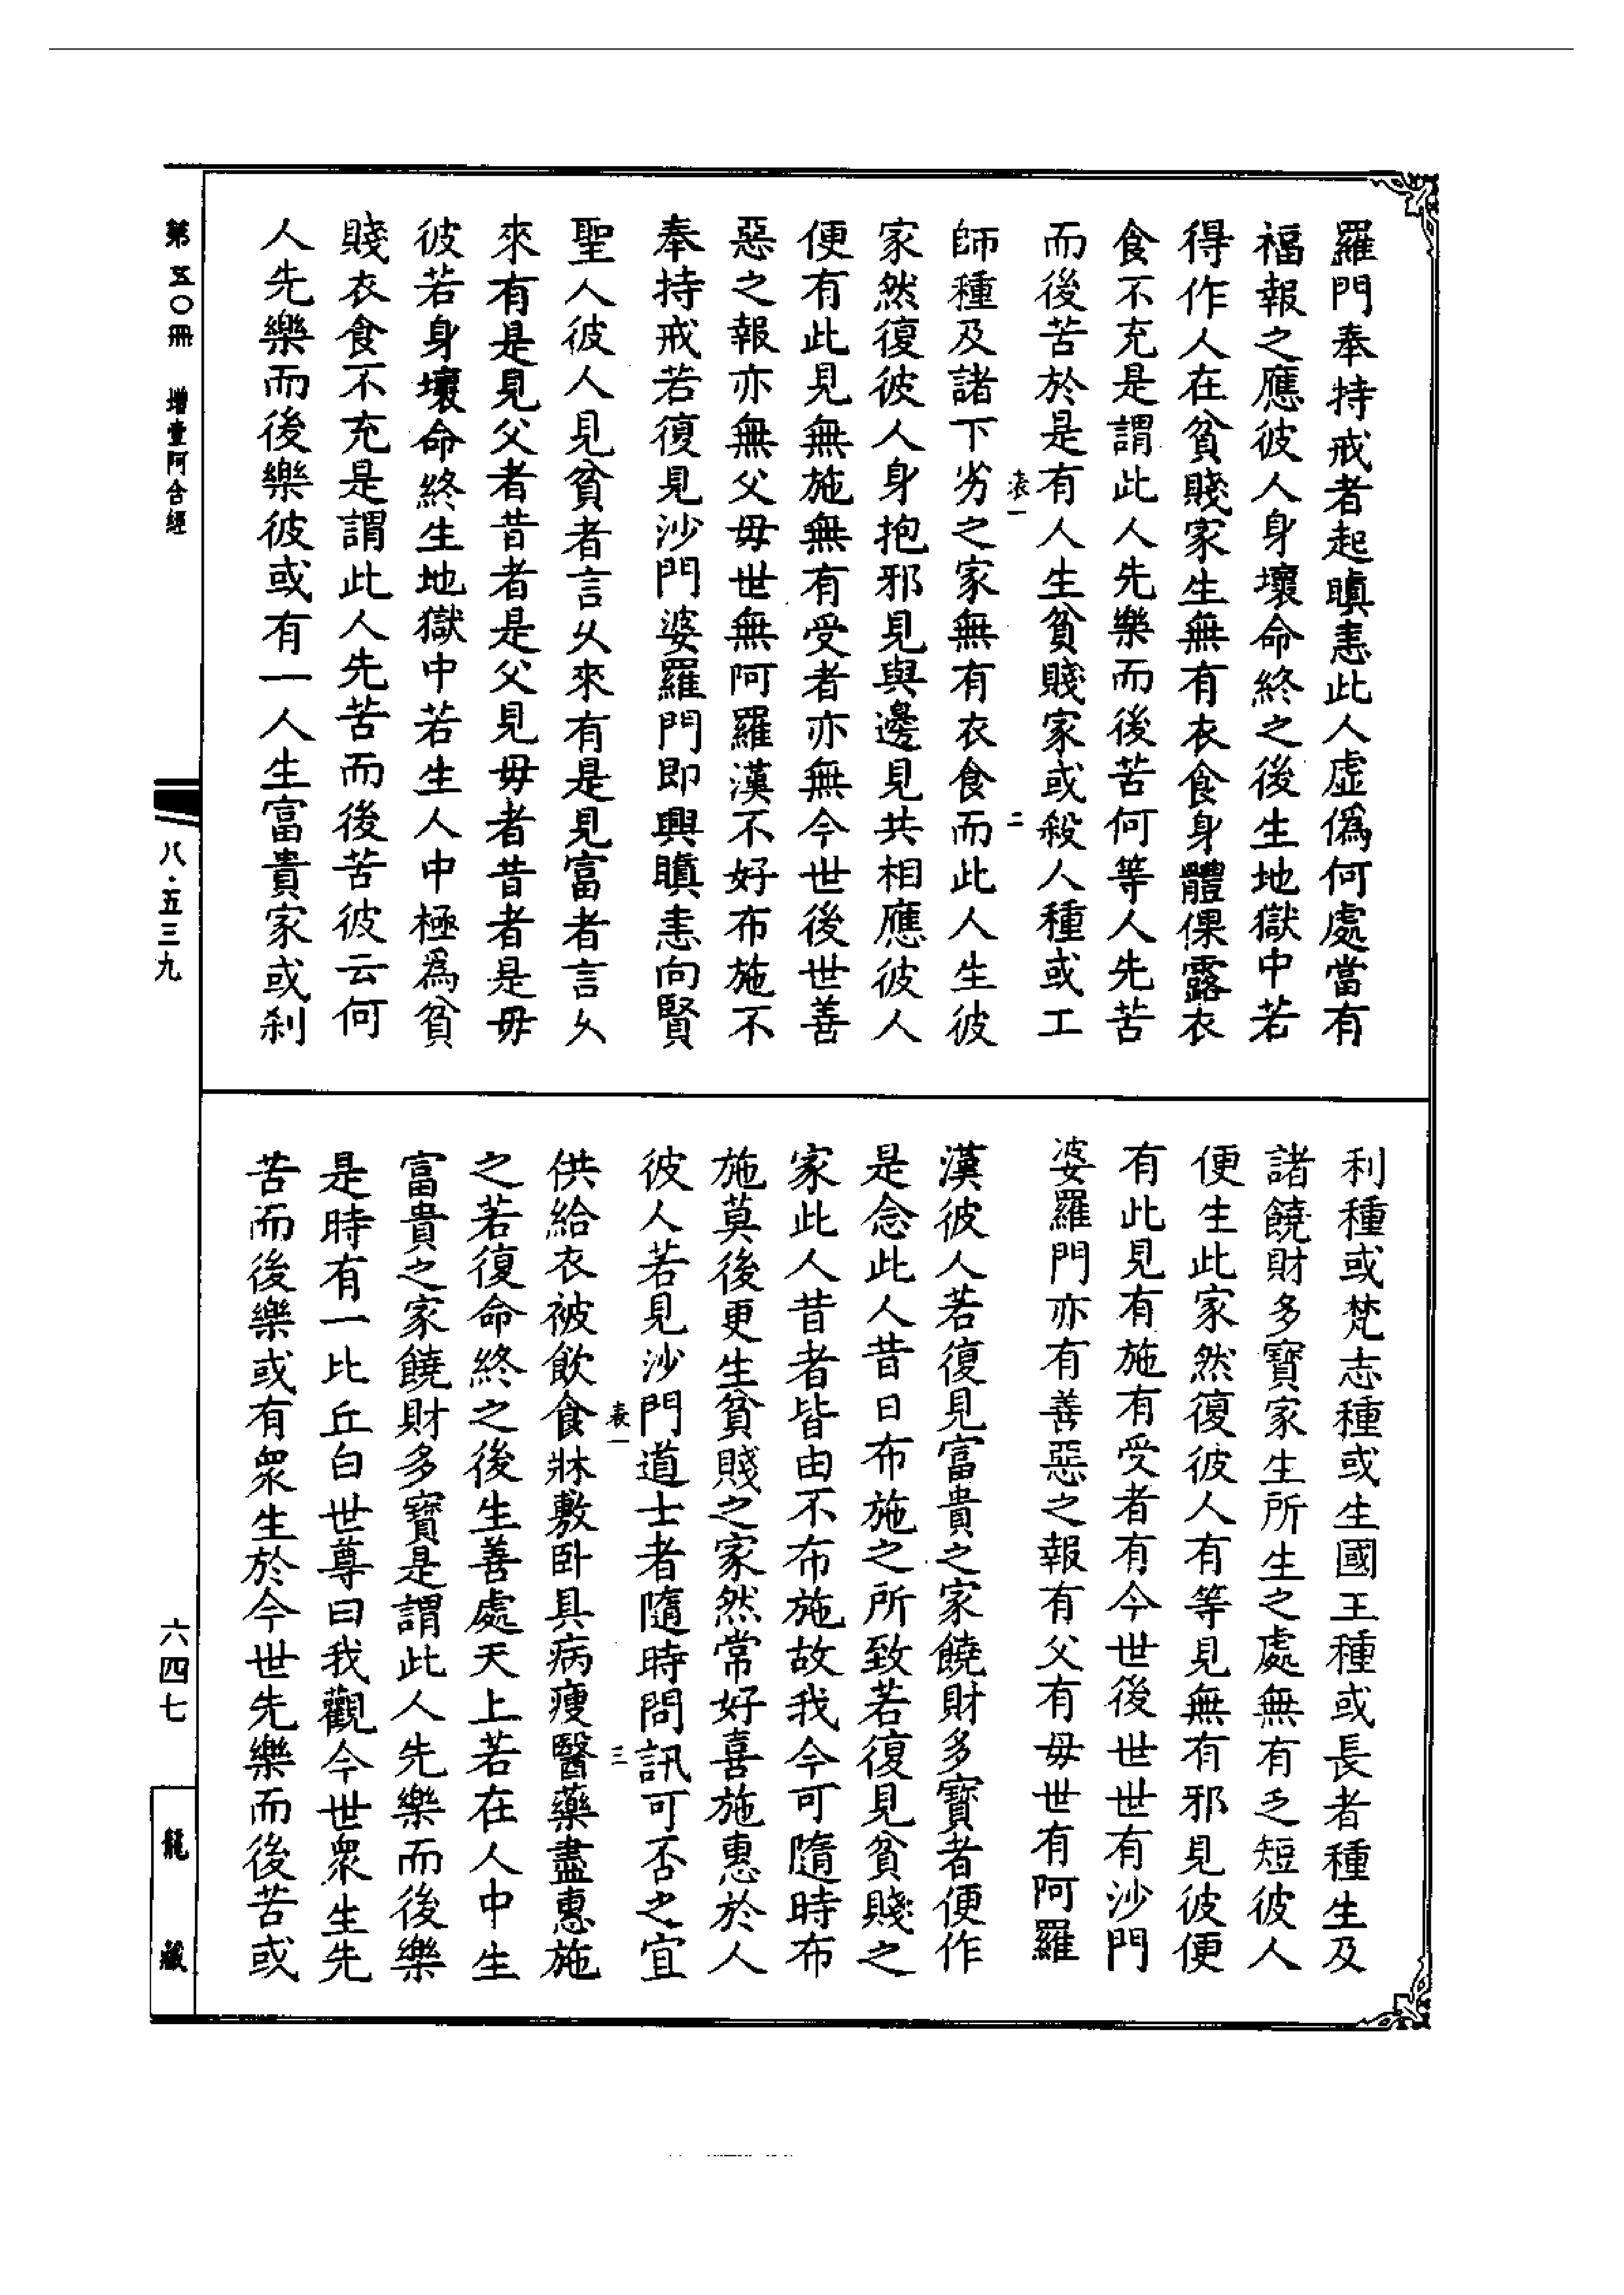 羅門奉持戒者起瞋恚此人虛僞何處當有
福報之應彼人身壞命終之後生地獄中若
得作人在貧賤家生無有衣食身體倮露衣
食不充是謂此人先樂而後苦何等人先苦
而後苦於是有人生貧賤家或殺人種或工
表一 二
師種及諸下劣之家無有衣食而此人生彼
家然復彼人身抱邪見與邊見共相應彼人
便有此見無施無有受者亦無今世後世善
惡之報亦無父母世無阿羅漢不好布施不
奉持戒若復見沙門婆羅門即興瞋恚向賢
聖人彼人見貧者言乆來有是見富者言乆
來有是見父者昔者是父見母者昔者是母
彼若身壞命終生地獄中若生人中極爲貧
賤衣食不充是謂此人先苦而後苦彼云何
人先樂而後樂彼或有一人生富貴家或刹
利種或梵志種或生國王種或長者種生及
諸饒財多寶家生所生之處無有乏短彼人
便生此家然復彼人有等見無有邪見彼便
有此見有施有受者有今世後世世有沙門
婆羅門亦有善惡之報有父有母世有阿羅
漢彼人若復見富貴之家饒財多寶者便作
是念此人昔日布施之所致若復見貧賤之
家此人昔者皆由不布施故我今可隨時布
施莫後更生貧賤之家然常好喜施惠於人
彼人若見沙門道士者隨時問訊可否之宜
表一 三
供給衣被飲食牀敷卧具病瘦醫藥盡惠施
之若復命終之後生善處天上若在人中生
富貴之家饒財多寶是謂此人先樂而後樂
是時有一比丘白世尊曰我觀今世衆生先
苦而後樂或有衆生於今世先樂而後苦或
第五〇冊 增壹阿含經
八·五三九
六四七
龍藏